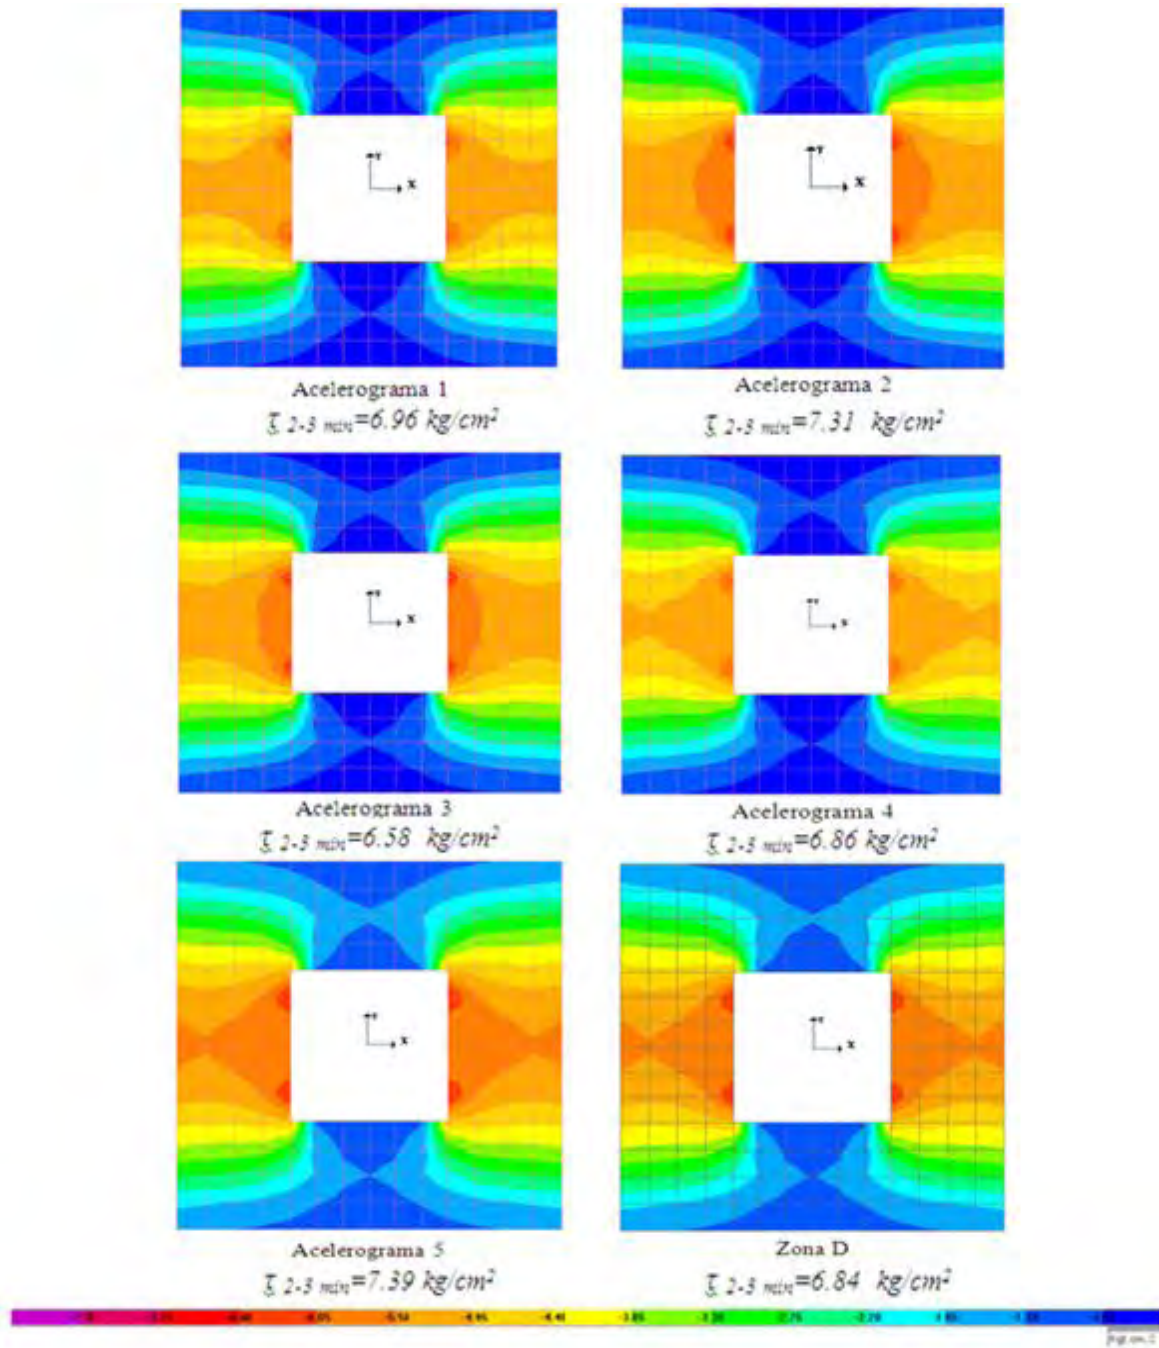 Y
X
Y
X
Acelerograma 1
Acelerograma 2
τ 2-3 min=6.96 kg/cm²
τ 2-3 min=7.31 kg/cm²
Y
X
Y
X
Acelerograma 3
Acelerograma 4
τ 2-3 min=6.58 kg/cm²
τ 2-3 min=6.86 kg/cm²
Y
X
Y
X
Acelerograma 5
Zona D
τ 2-3 min=7.39 kg/cm²
τ 2-3 min=6.84 kg/cm²